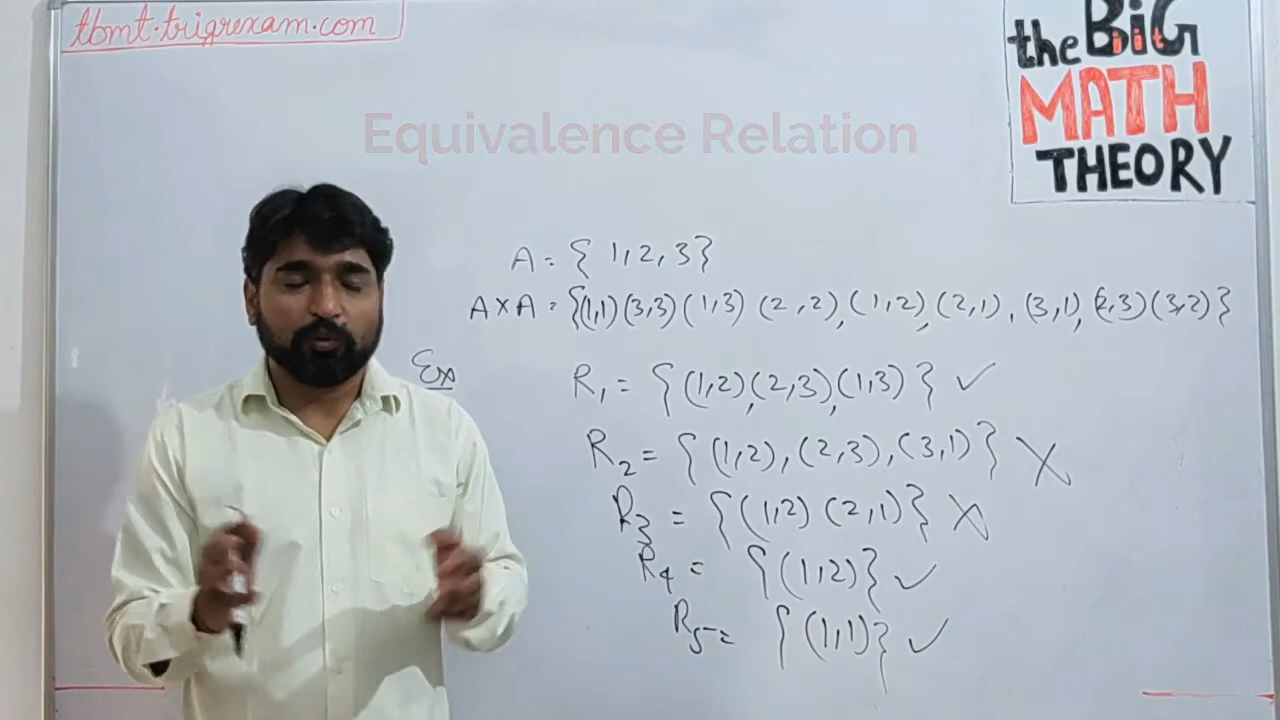 tbmt.trigrexam.com
the BiG
MATH
THEORY
Equivalence Relation
A = { 1,2,3}
A×A = {(1,1)(3,3)(1,3) (2,2),(1,2),(2,1), (3,1),(2,3)(3,2)}
Ex R₁ = {(1,2),(2,3),(1,3)} ✓
R₂ = {(1,2),(2,3),(3,1)} X
R₃ = {(1,2)(2,1)} X
R₄ = {(1,2)} ✓
R₅ = {(1,1)} ✓